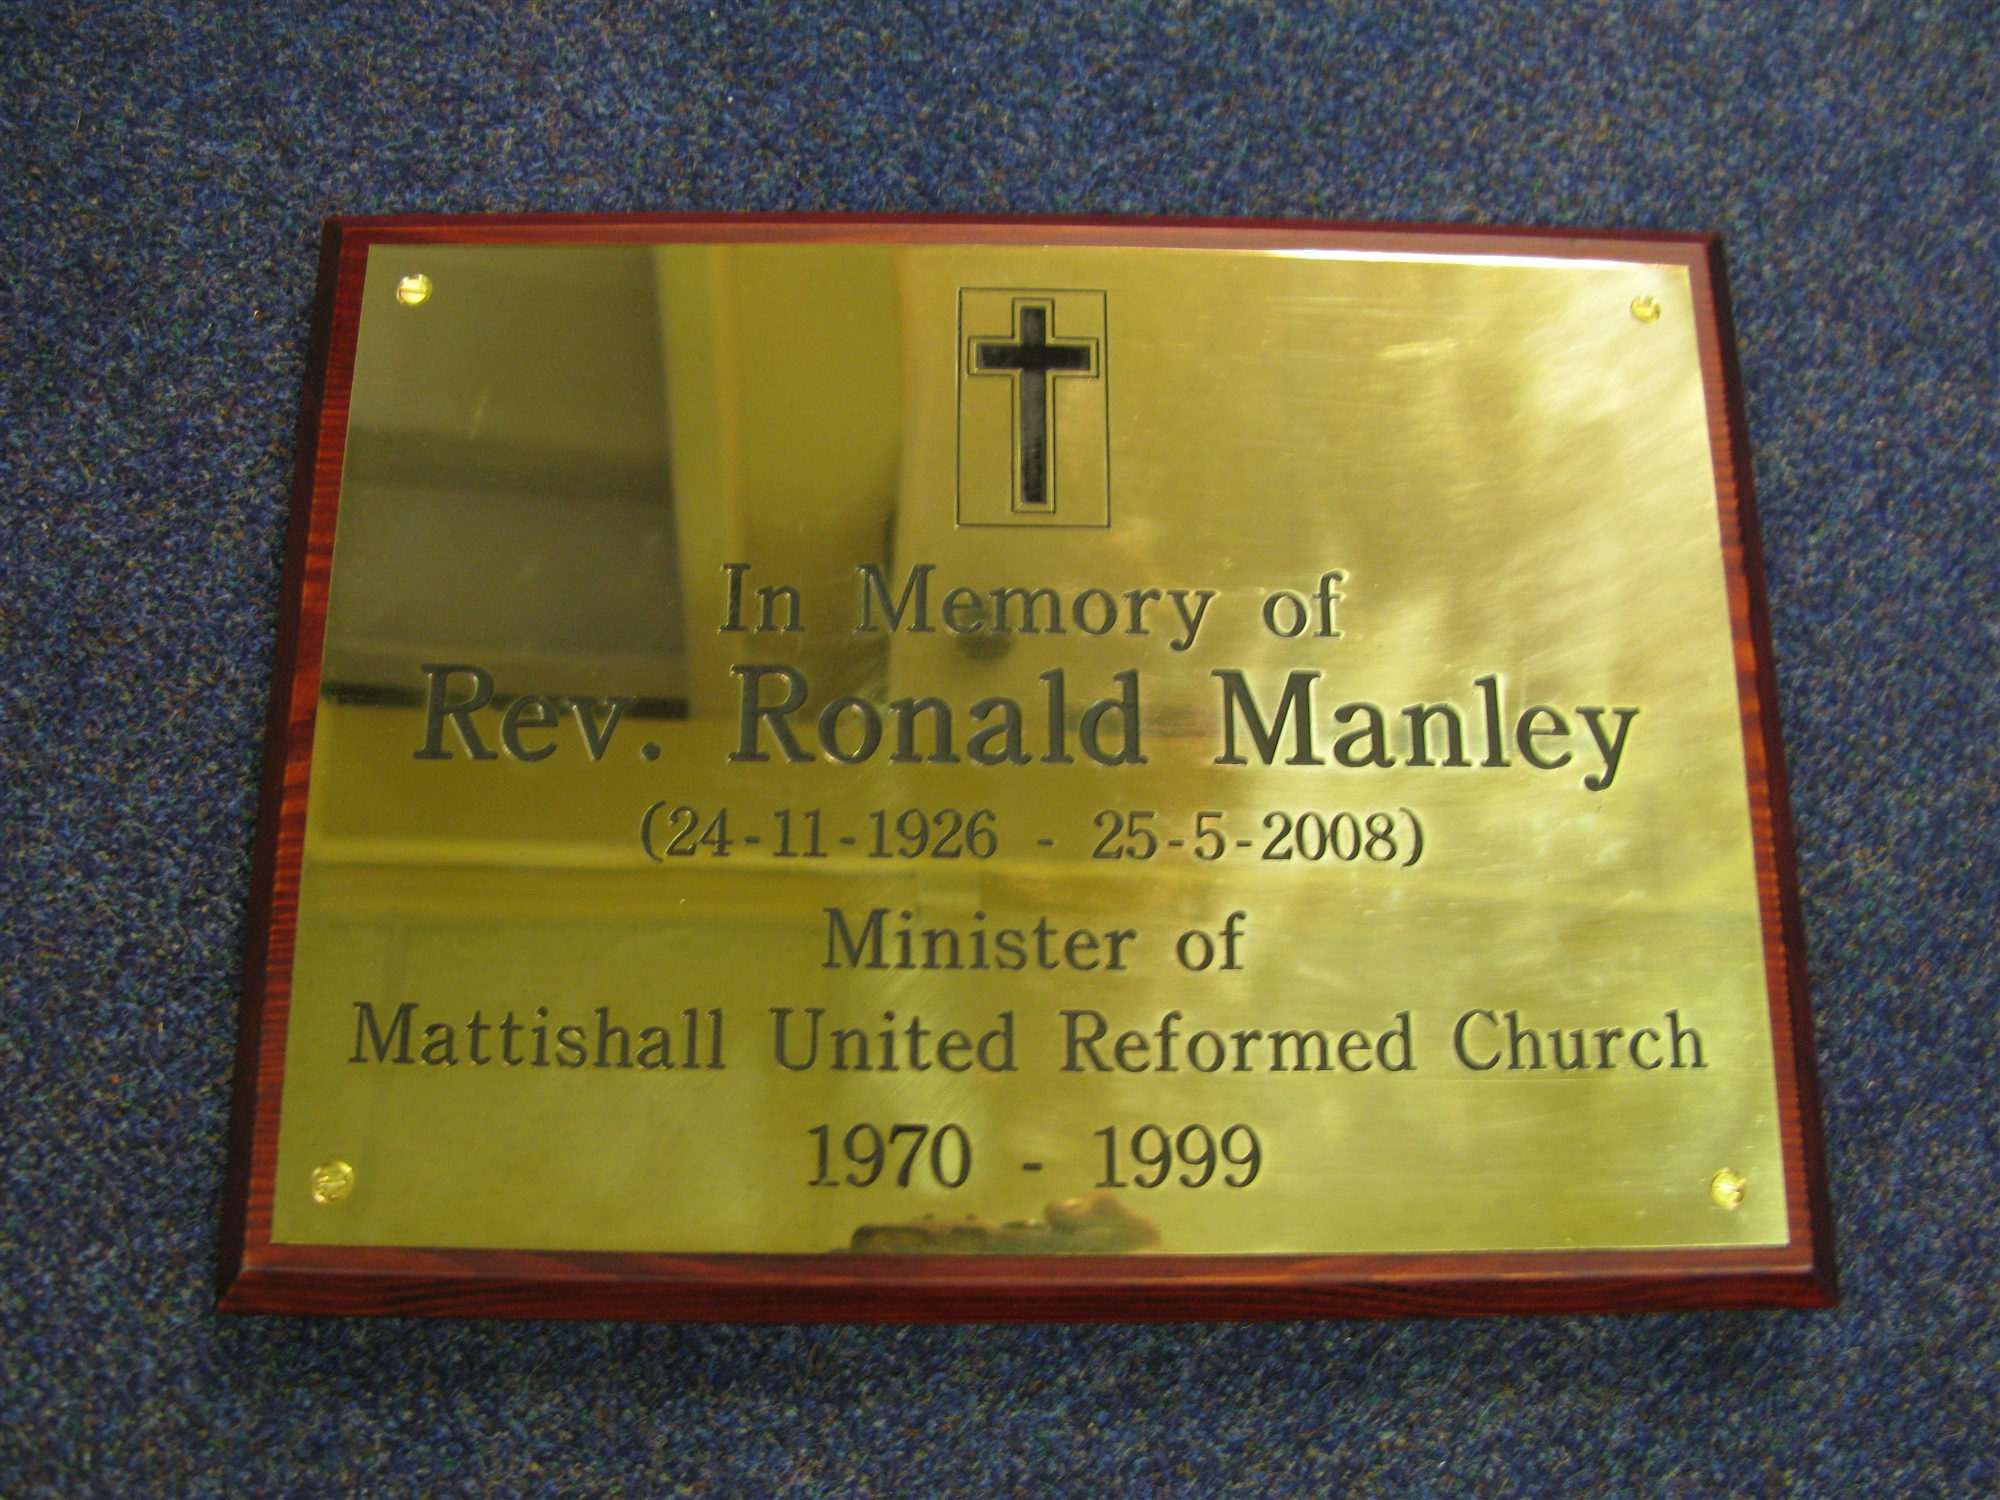 In Memory of
Rev. Ronald Manley
(24-11-1926 - 25-5-2008)
Minister of
Mattishall United Reformed Church
1970 - 1999